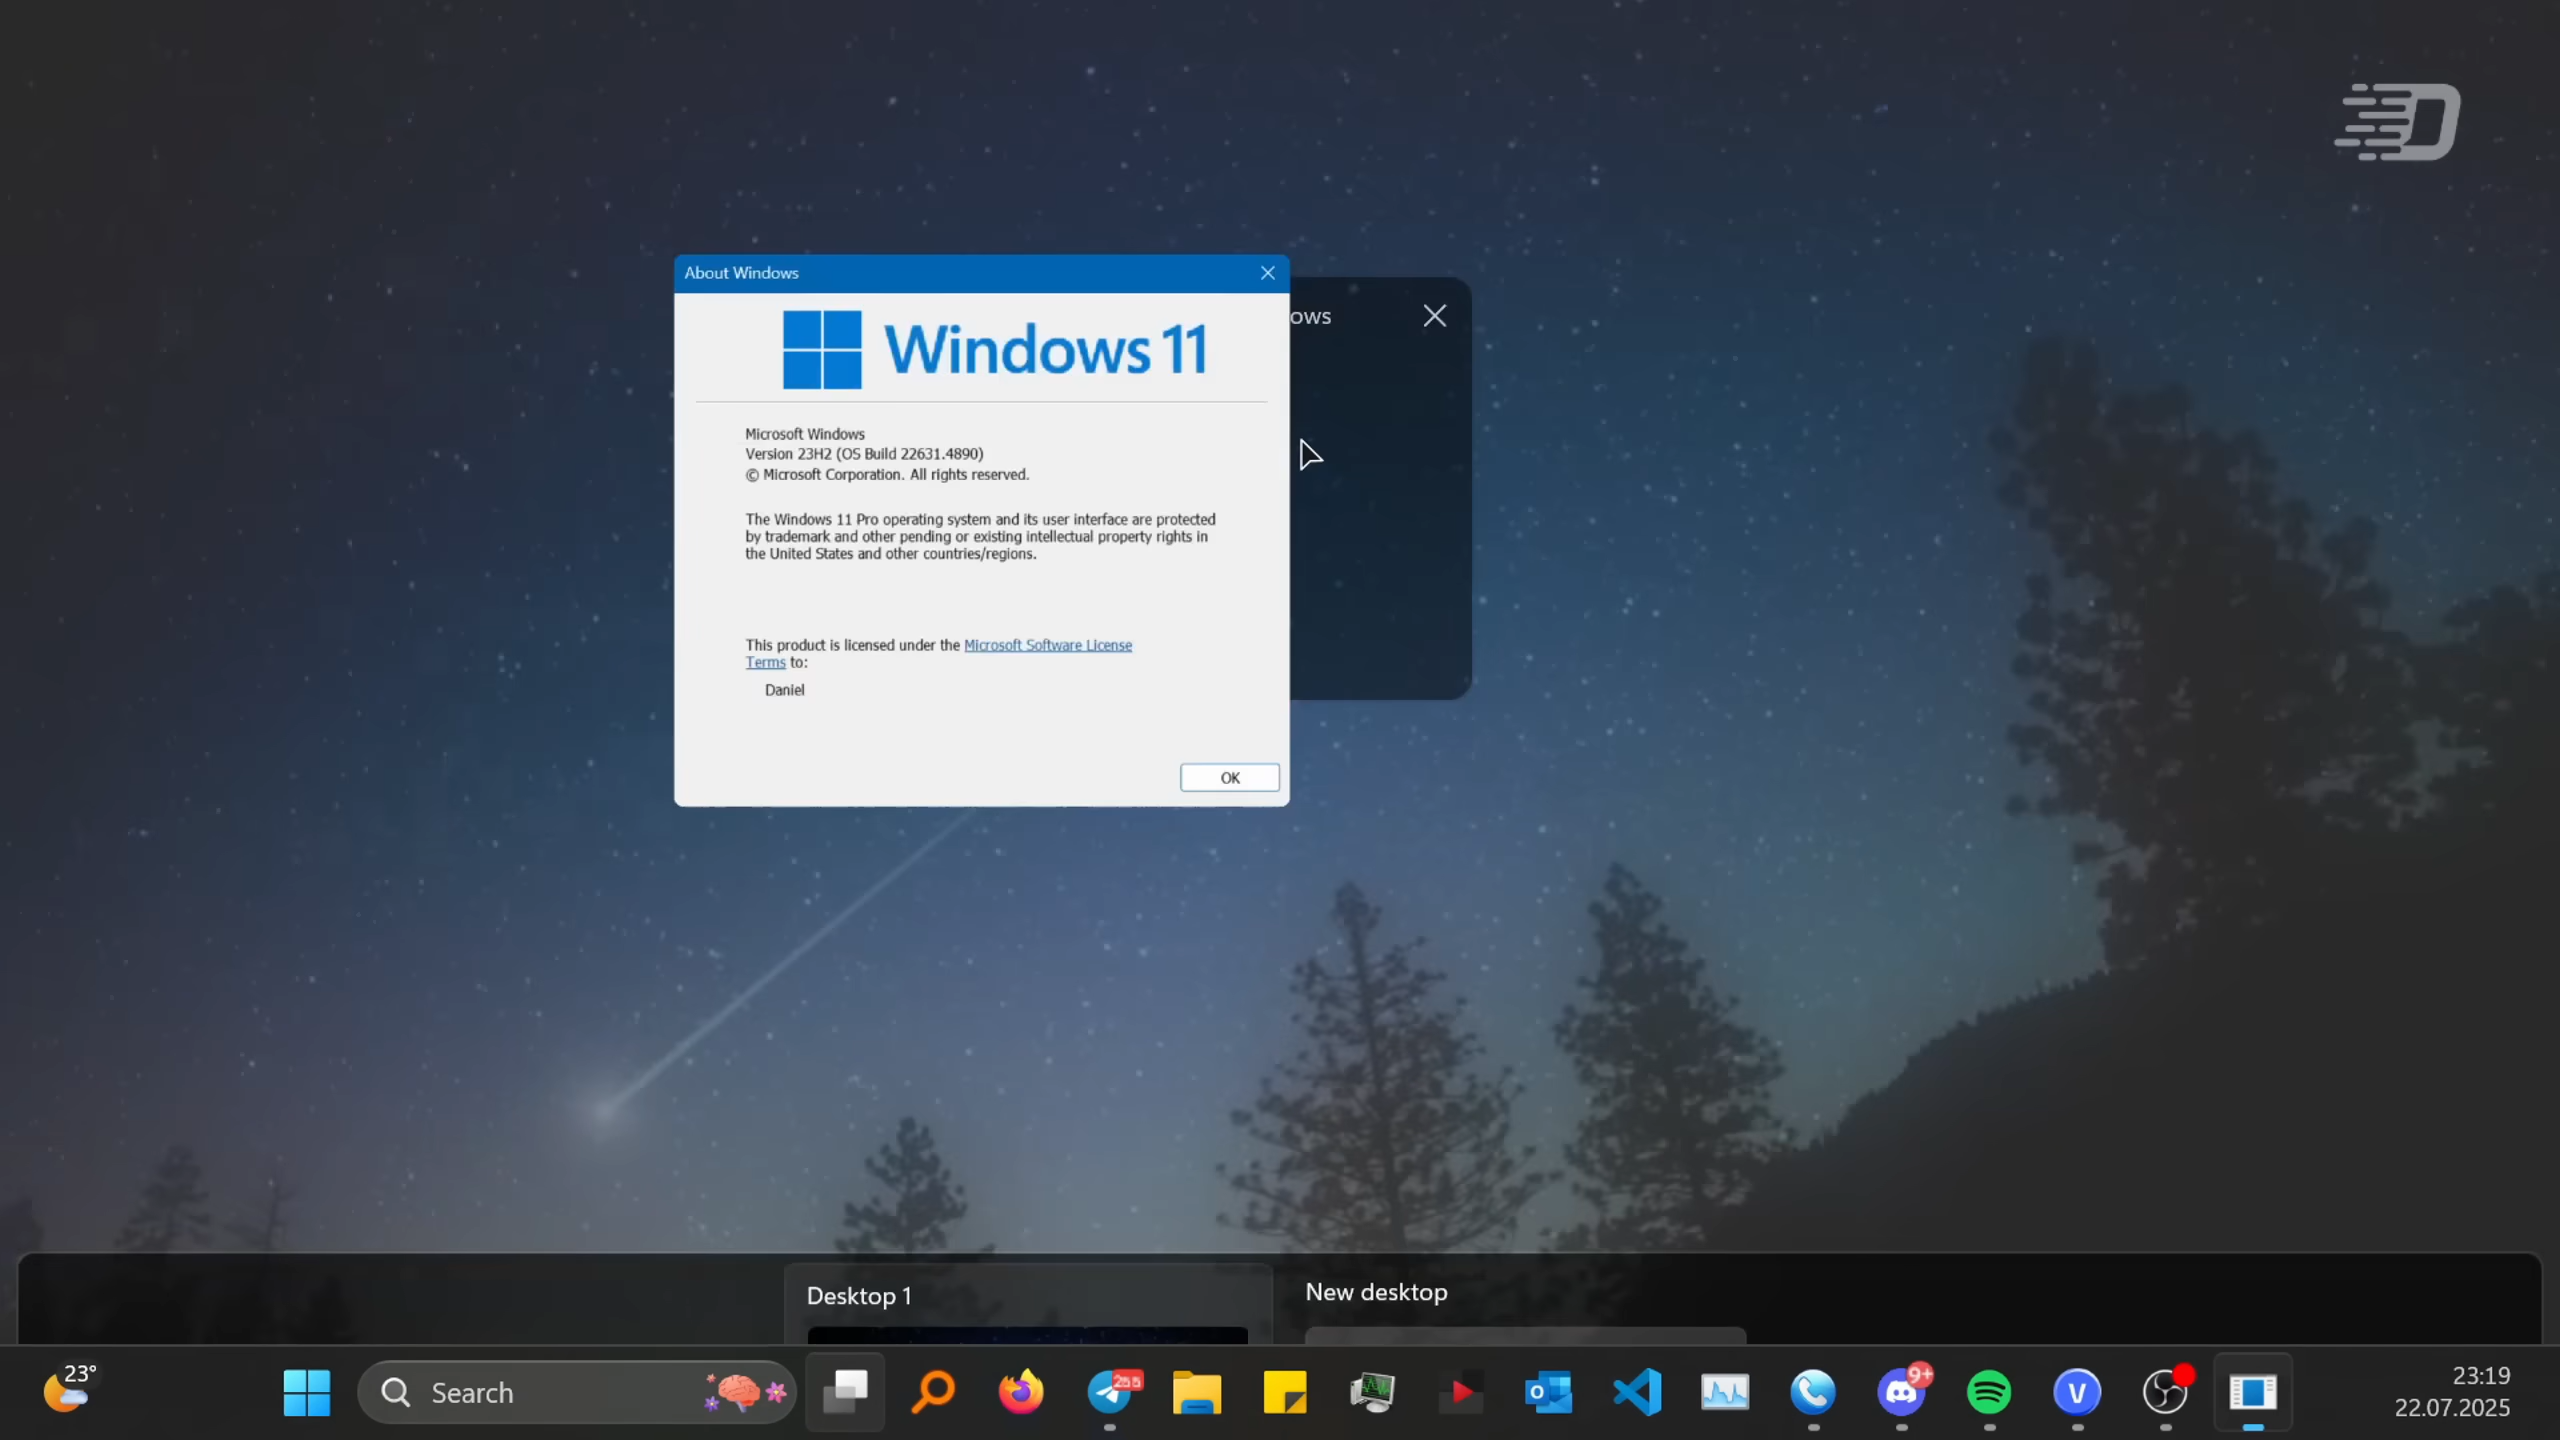 About Windows
Windows 11
ows
Microsoft Windows
Version 23H2 (OS Build 22631.4890)
© Microsoft Corporation. All rights reserved.
The Windows 11 Pro operating system and its user interface are protected
by trademark and other pending or existing intellectual property rights in
the United States and other countries/regions.
This product is licensed under the Microsoft Software License
Terms to:
Daniel
OK
Desktop 1
New desktop
23°
Search
255
9+
V
23:19
22.07.2025